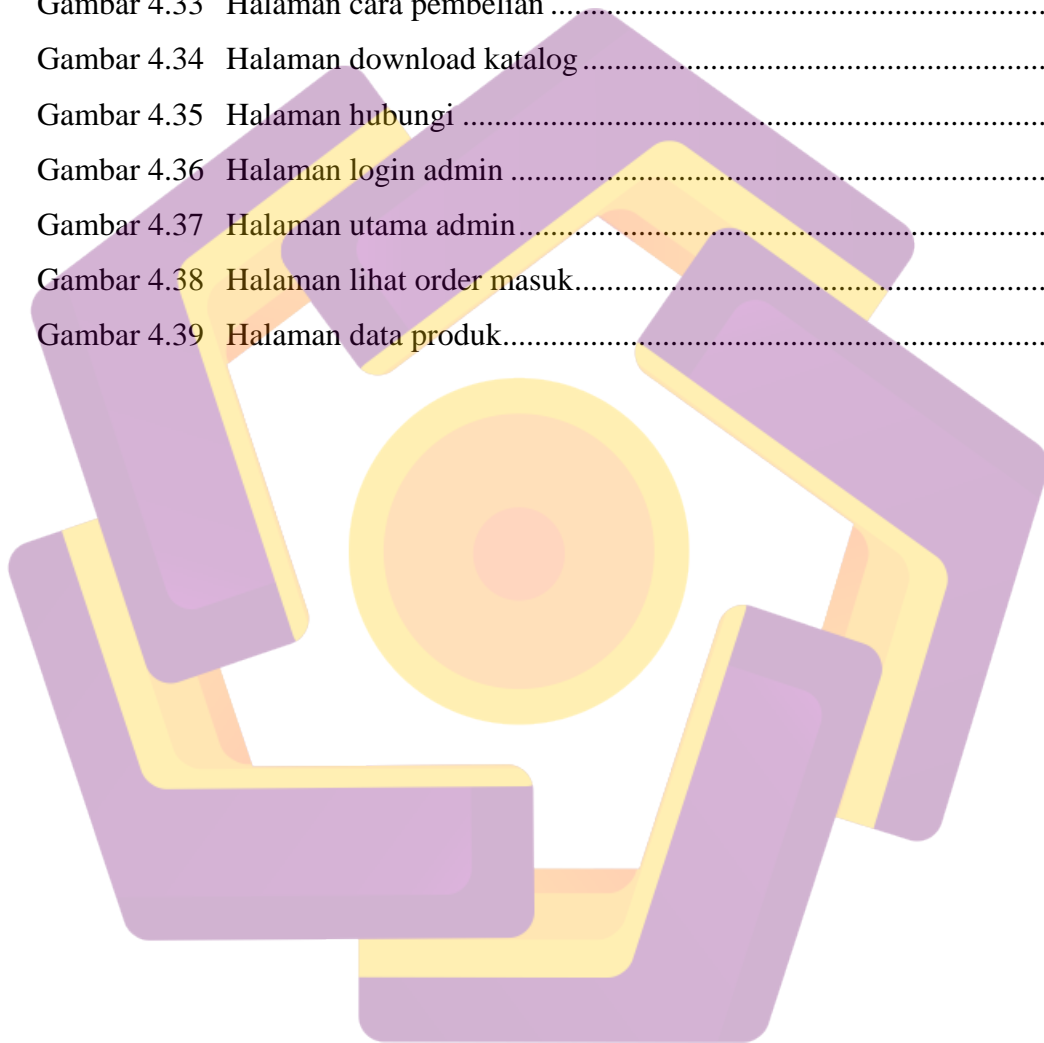 Gambar 4.33 Halaman cara pembelian ..............................................................
Gambar 4.34 Halaman download katalog ..........................................................
Gambar 4.35 Halaman hubungi .........................................................................
Gambar 4.36 Halaman login admin ...................................................................
Gambar 4.37 Halaman utama admin ..................................................................
Gambar 4.38 Halaman lihat order masuk ...........................................................
Gambar 4.39 Halaman data produk ....................................................................